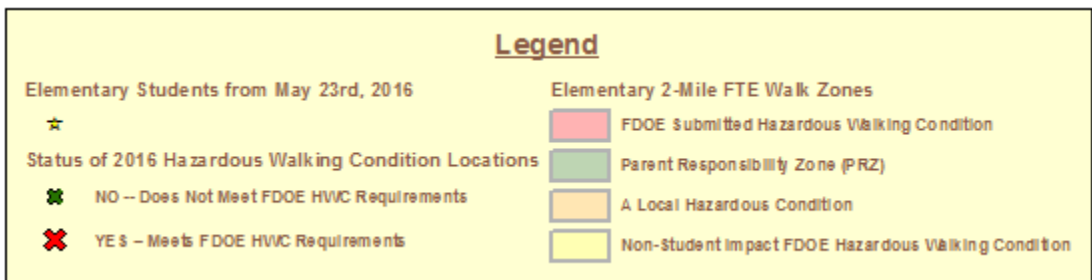 Legend
Elementary Students from May 23rd, 2016
Status of 2016 Hazardous Walking Condition Locations
NO -- Does Not Meet FDOE HWC Requirements
YES – Meets FDOE HWC Requirements
Elementary 2-Mile FTE Walk Zones
FDOE Submitted Hazardous Walking Condition
Parent Responsibility Zone (PRZ)
A Local Hazardous Condition
Non-Student Impact FDOE Hazardous Walking Condition